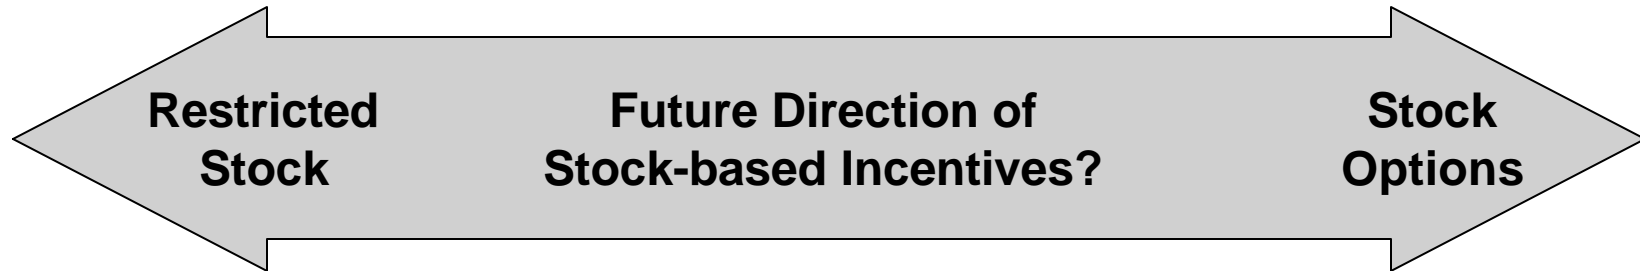 Restricted
Stock
Future Direction of
Stock-based Incentives?
Stock
Options